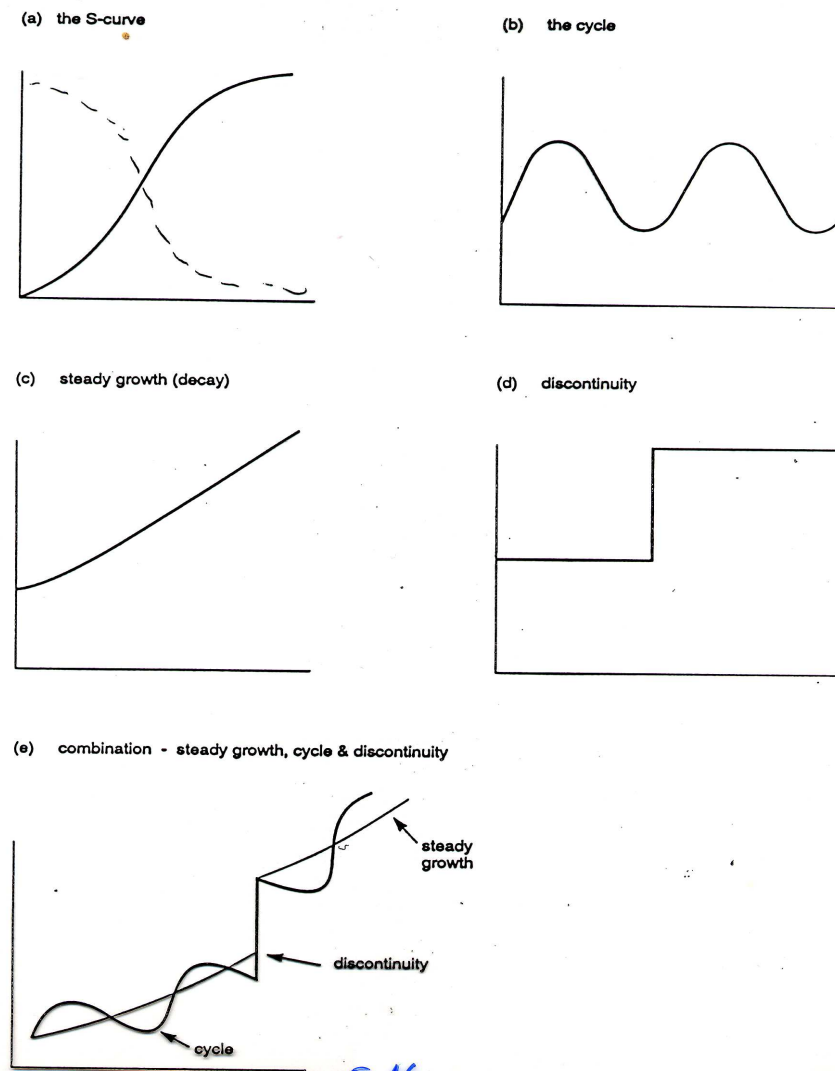 (a) the S-curve
(b) the cycle
(c) steady growth (decay)
(d) discontinuity
(e) combination - steady growth, cycle & discontinuity
steady
growth
discontinuity
cycle